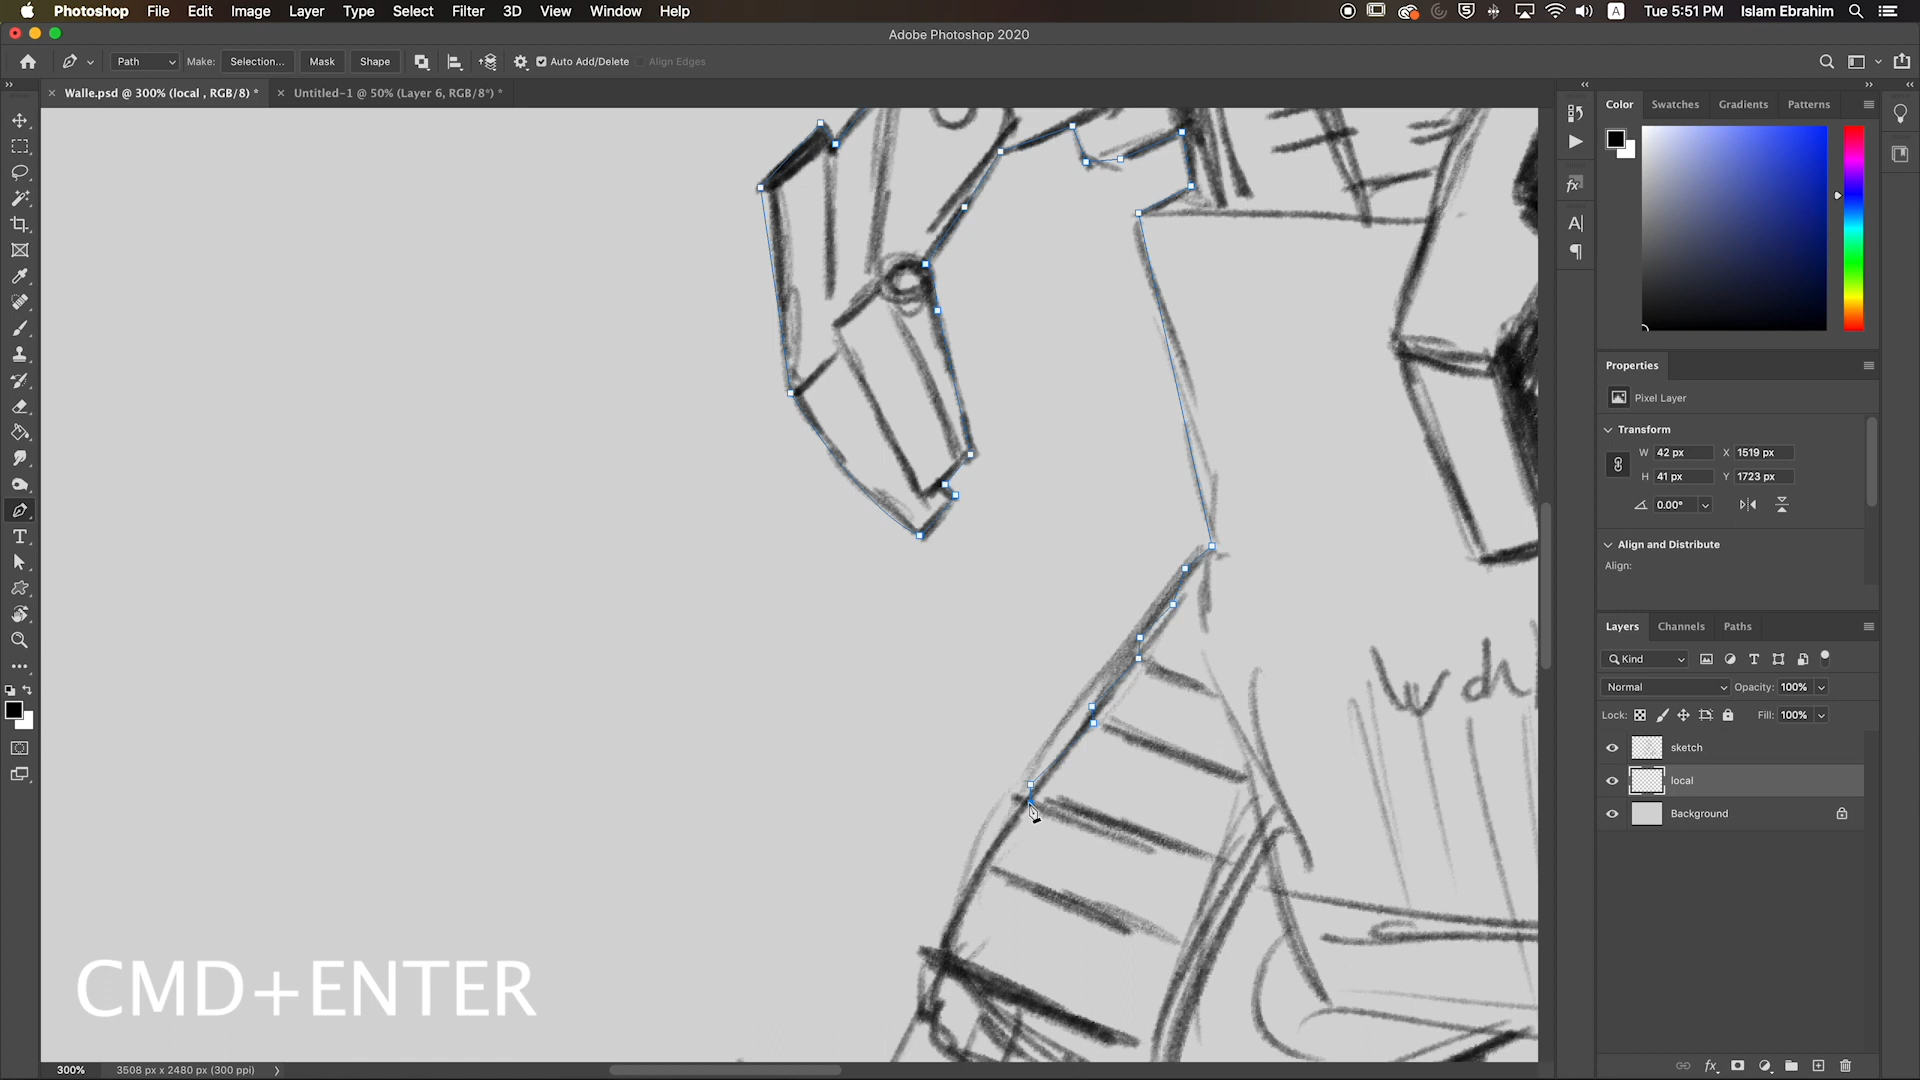 Photoshop File Edit Image Layer Type Select Filter 3D View Window Help A Tue 5:51 PM Islam Ebrahim
Adobe Photoshop 2020
Path Make: Selection... Mask Shape Auto Add/Delete Align Edges
Walle.psd @ 300% (local , RGB/8) * Untitled-1 @ 50% (Layer 6, RGB/8*) *
Color Swatches Gradients Patterns
Properties
Pixel Layer
Transform
W 42 px X 1519 px
H 41 px Y 1723 px
0.00°
Align and Distribute
Align:
Layers Channels Paths
Kind
Normal Opacity: 100%
Lock: Fill: 100%
sketch
local
Background
CMD+ENTER
300% 3508 px x 2480 px (300 ppi)